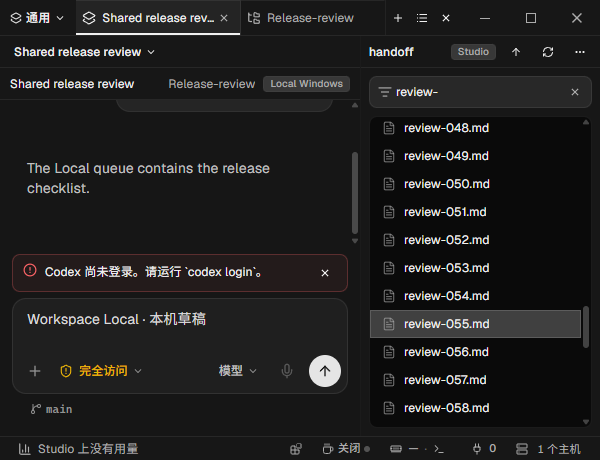 通用
Shared release rev...
Release-review
Shared release review
handoff
Studio
Shared release review
Release-review
Local Windows
review-
The Local queue contains the release
checklist.
Codex 尚未登录。请运行 `codex login`。
Workspace Local · 本机草稿
完全访问
模型
main
review-048.md
review-049.md
review-050.md
review-051.md
review-052.md
review-053.md
review-054.md
review-055.md
review-056.md
review-057.md
review-058.md
Studio 上没有用量
关闭
— ·
0
1 个主机